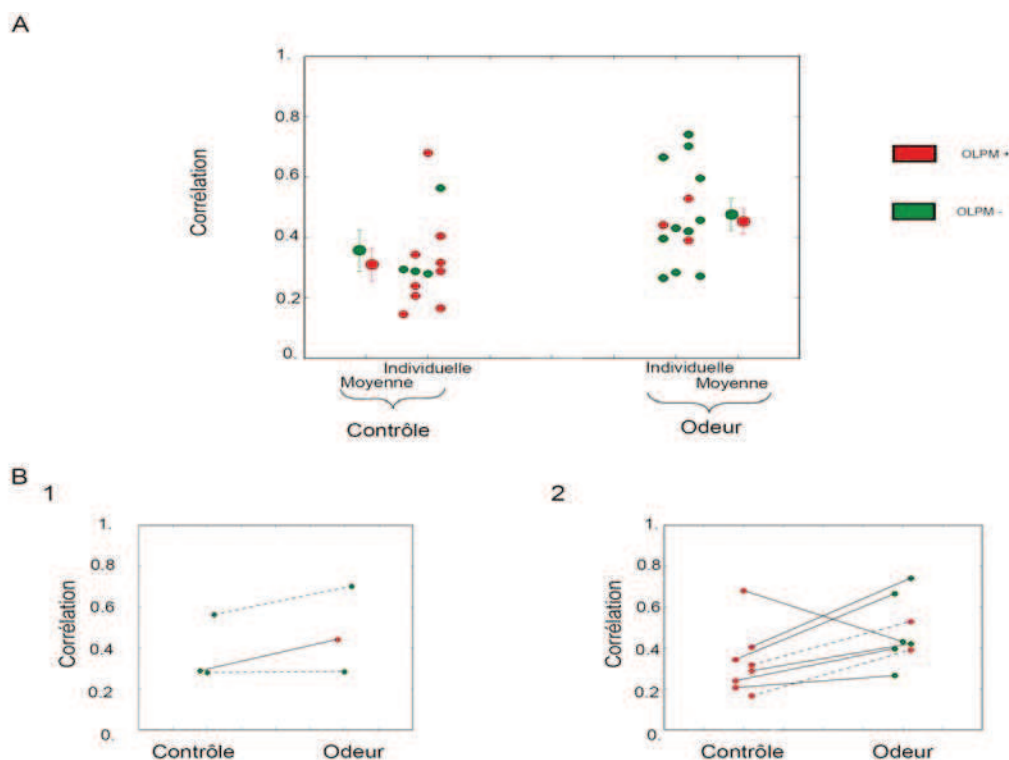 A
1.
0.8
0.6
0.4
0.2
0.
Corrélation
Individuelle
Moyenne
Contrôle
Individuelle
Moyenne
Odeur
OLPM +
OLPM -
B
1
1.
0.8
0.6
0.4
0.2
0.
Corrélation
Contrôle
Odeur
2
1.
0.8
0.6
0.4
0.2
0.
Corrélation
Contrôle
Odeur